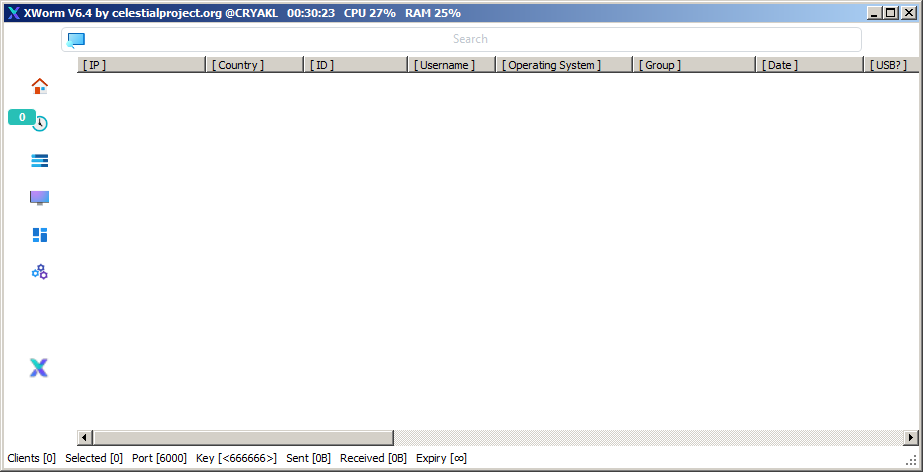 XWorm V6.4 by celestialproject.org @CRYAKL 00:30:23 CPU 27% RAM 25%
Search
[ IP ] [ Country ] [ ID ] [ Username ] [ Operating System ] [ Group ] [ Date ] [ USB? ]
0
Clients [0] Selected [0] Port [6000] Key [<666666>] Sent [0B] Received [0B] Expiry [∞]